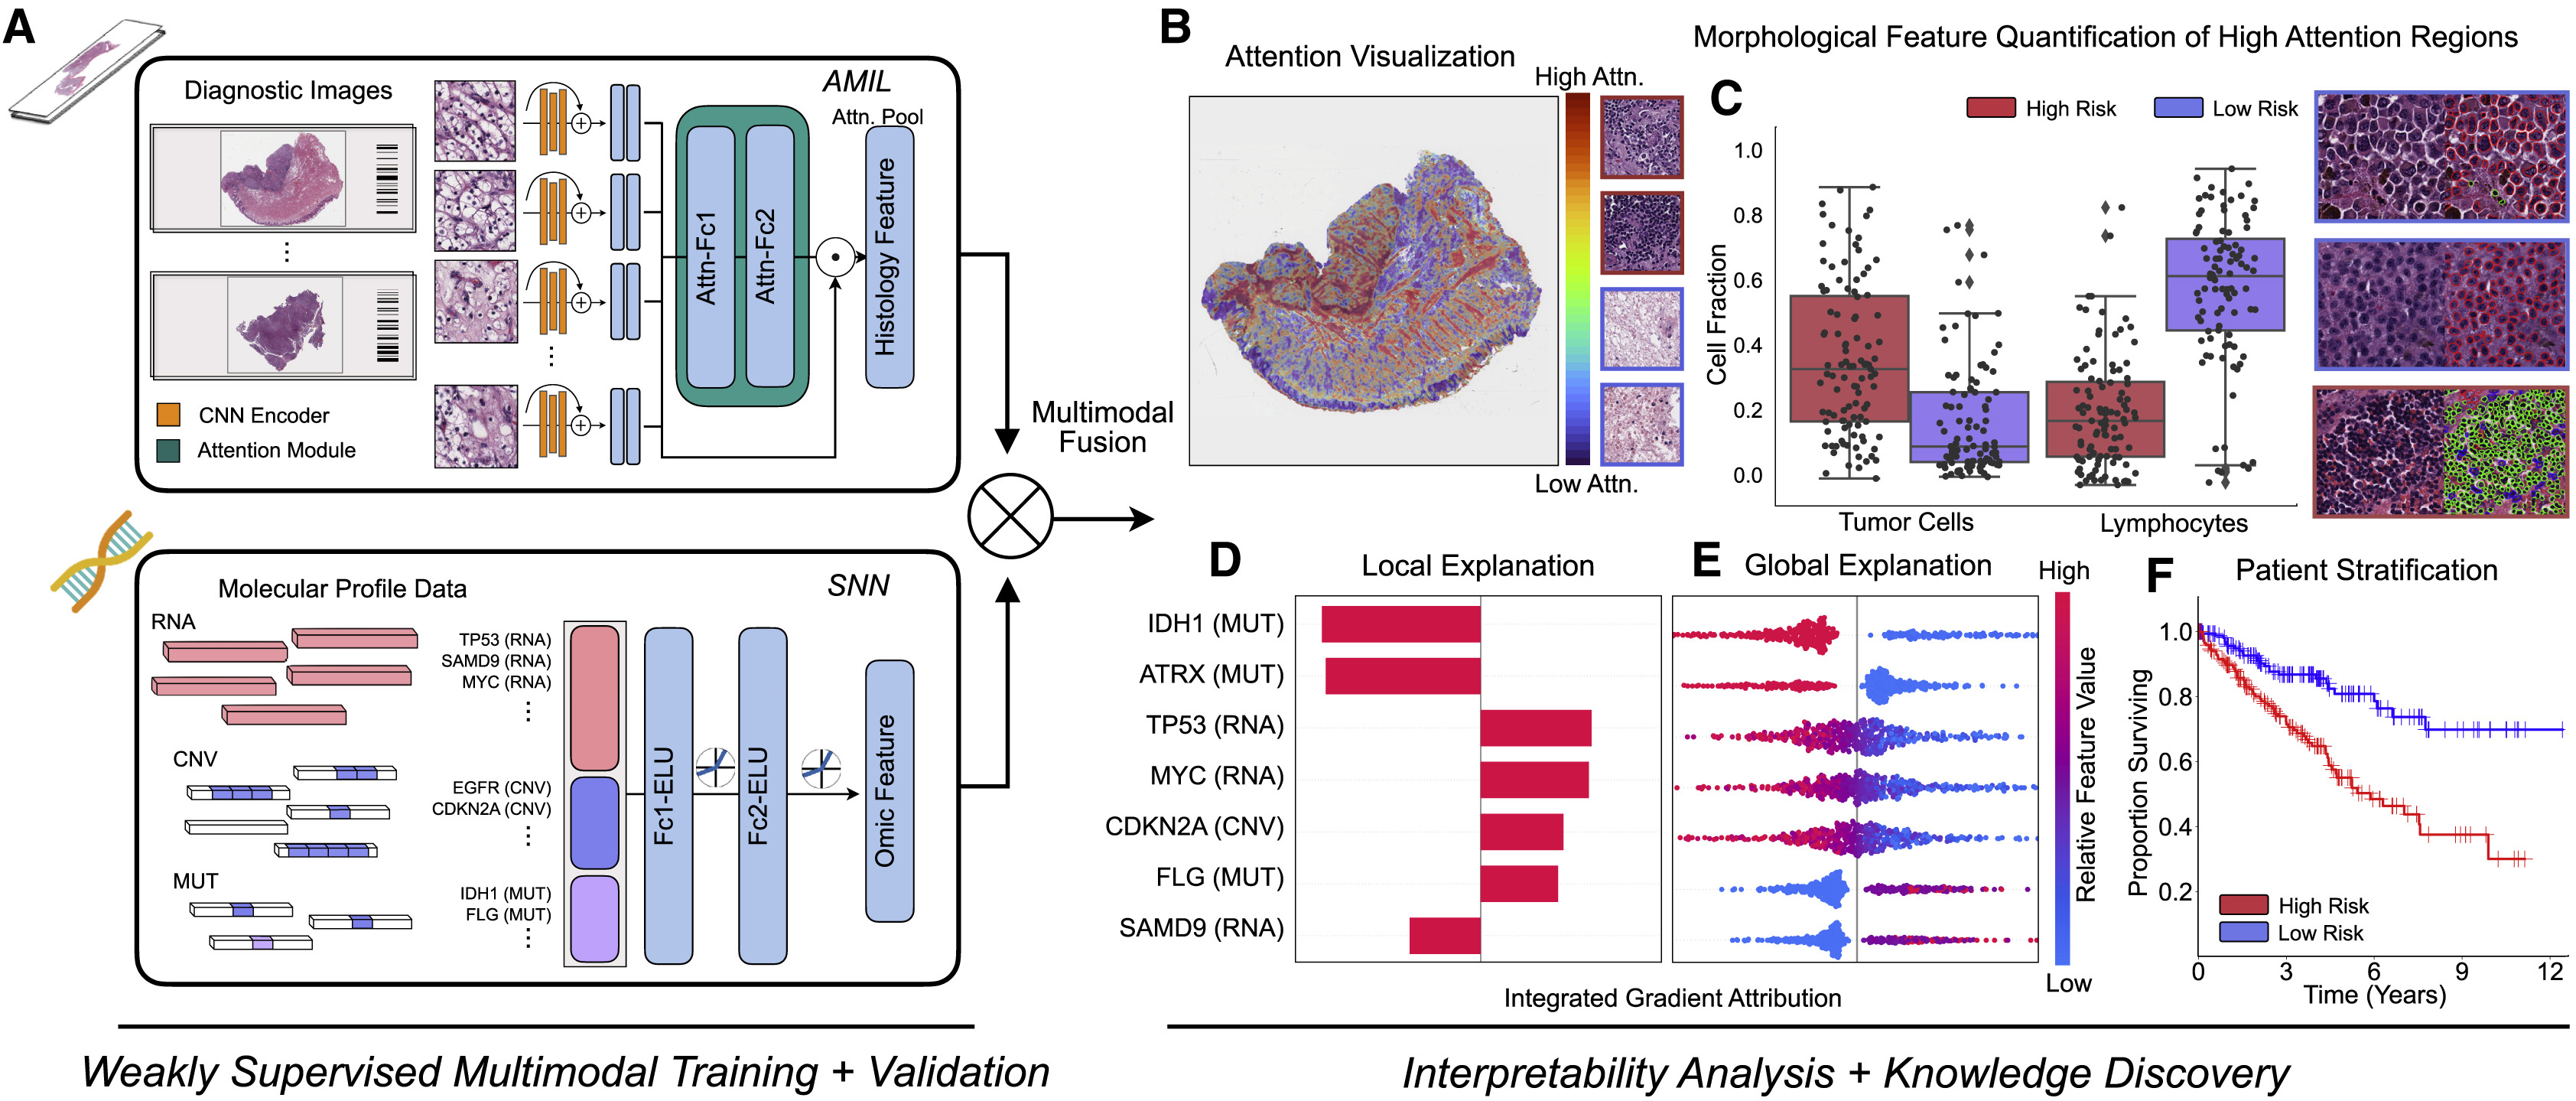 A
Diagnostic Images
AMIL
Attn. Pool
Attn-Fc1
Attn-Fc2
Histology Feature
CNN Encoder
Attention Module
Multimodal
Fusion
Molecular Profile Data
SNN
RNA
TP53 (RNA)
SAMD9 (RNA)
MYC (RNA)
CNV
EGFR (CNV)
CDKN2A (CNV)
MUT
IDH1 (MUT)
FLG (MUT)
Fc1-ELU
Fc2-ELU
Omic Feature
Weakly Supervised Multimodal Training + Validation
B
Attention Visualization
High Attn.
Low Attn.
Morphological Feature Quantification of High Attention Regions
C
High Risk
Low Risk
Cell Fraction
1.0
0.8
0.6
0.4
0.2
0.0
Tumor Cells
Lymphocytes
D
Local Explanation
IDH1 (MUT)
ATRX (MUT)
TP53 (RNA)
MYC (RNA)
CDKN2A (CNV)
FLG (MUT)
SAMD9 (RNA)
E
Global Explanation
High
Relative Feature Value
Low
Integrated Gradient Attribution
F
Patient Stratification
Proportion Surviving
1.0
0.8
0.6
0.4
0.2
High Risk
Low Risk
0 3 6 9 12
Time (Years)
Interpretability Analysis + Knowledge Discovery